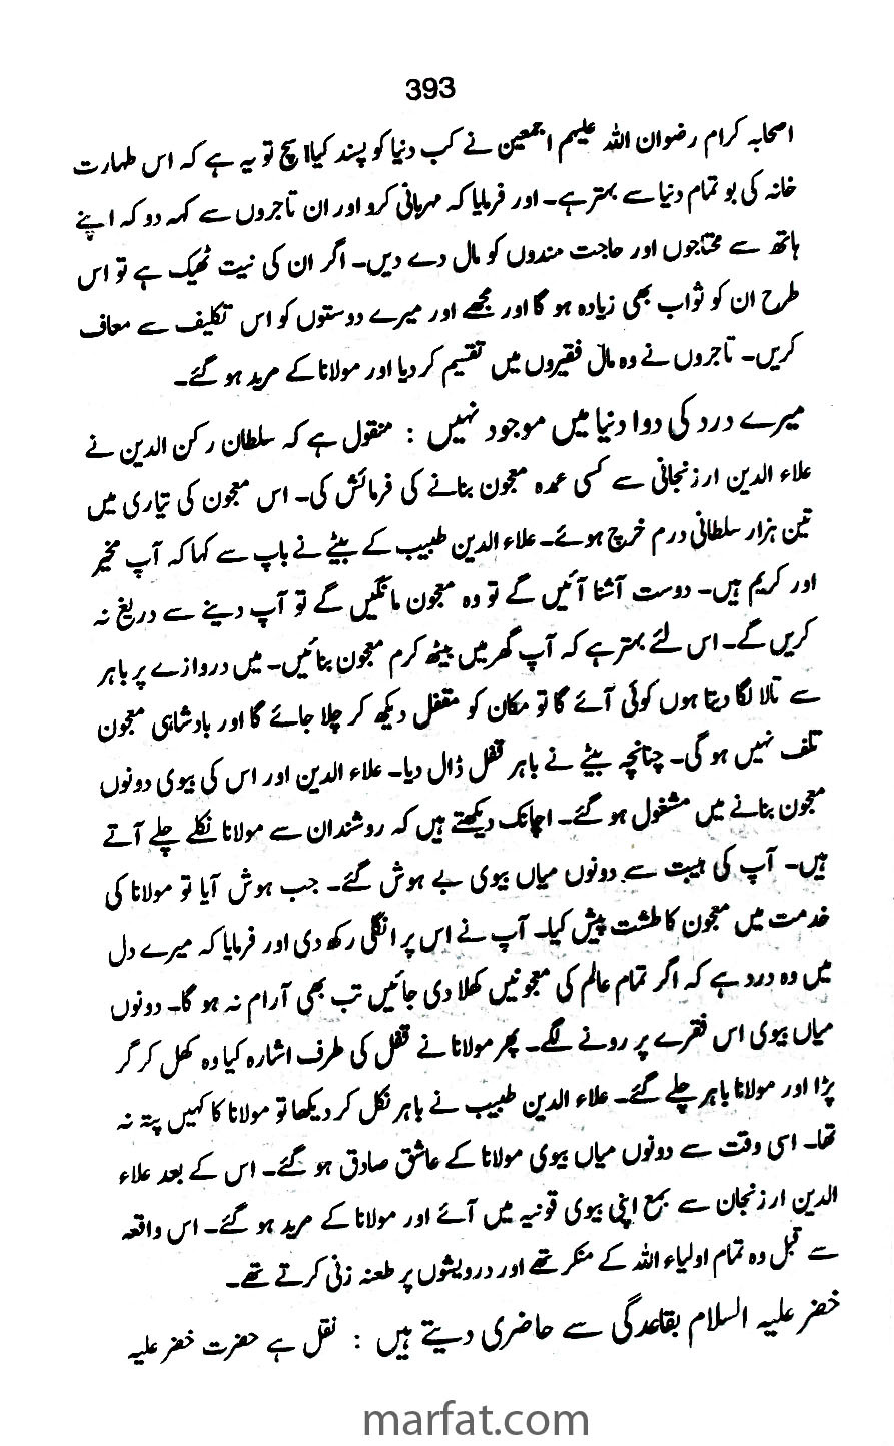 393
اصحابہ کرام رضوان اللہ علیہم اجمعین نے کب دنیا کو پسند کیا! سچ تو یہ ہے کہ اس طہارت
خانہ کی بو تمام دنیا سے بہتر ہے۔ اور فرمایا کہ مہربانی کرو اور ان تاجروں سے کہہ دو کہ اپنے
ہاتھ سے محتاجوں اور حاجت مندوں کو مال دے دیں۔ اگر ان کی نیت ٹھیک ہے تو اس
طرح ان کو ثواب بھی زیادہ ہو گا اور مجھے اور میرے دوستوں کو اس تکلیف سے معاف
کریں۔ تاجروں نے وہ مال فقیروں میں تقسیم کر دیا اور مولانا کے مرید ہو گئے۔
میرے درد کی دوا دنیا میں موجود نہیں : منقول ہے کہ سلطان رکن الدین نے
علاء الدین ارزنجانی سے کسی عمدہ معجون بنانے کی فرمائش کی۔ اس معجون کی تیاری میں
تین ہزار سلطانی درم خرچ ہوئے۔ علاء الدین طبیب کے بیٹے نے باپ سے کہا کہ آپ مخیر
اور کریم ہیں۔ دوست آشنا آئیں گے تو وہ معجون مانگیں گے تو آپ دینے سے دریغ نہ
کریں گے۔ اس لئے بہتر ہے کہ آپ گھر میں بیٹھ کرم معجون بنائیں۔ میں دروازے پر باہر
سے تالا لگا دیتا ہوں کوئی آئے گا تو مکان کو مقفل دیکھ کر چلا جائے گا اور بادشاہی معجون
تلف نہیں ہو گی۔ چنانچہ بیٹے نے باہر قفل ڈال دیا۔ علاء الدین اور اس کی بیوی دونوں
معجون بنانے میں مشغول ہو گئے۔ اچانک دیکھتے ہیں کہ روشندان سے مولانا نکلے چلے آتے
ہیں۔ آپ کی ہیبت سے دونوں میاں بیوی بے ہوش گئے۔ جب ہوش آیا تو مولانا کی
خدمت میں معجون کا طشت پیش کیا۔ آپ نے اس پر انگلی رکھ دی اور فرمایا کہ میرے دل
میں وہ درد ہے کہ اگر تمام عالم کی معجونیں کھلا دی جائیں تب بھی آرام نہ ہو گا۔ دونوں
میاں بیوی اس فقرے پر رونے لگے۔ پھر مولانا نے قفل کی طرف اشارہ کیا وہ کھل کر گر
پڑا اور مولانا باہر چلے گئے۔ علاء الدین طبیب نے باہر نکل کر دیکھا تو مولانا کا کہیں پتہ نہ
تھا۔ اسی وقت سے دونوں میاں بیوی مولانا کے عاشق صادق ہو گئے۔ اس کے بعد علاء
الدین ارزنجان سے بمع اپنی بیوی قونیہ میں آئے اور مولانا کے مرید ہو گئے۔ اس واقعہ
سے قبل وہ تمام اولیاء اللہ کے منکر تھے اور درویشوں پر طعنہ زنی کرتے تھے۔
خضر علیہ السلام بقاعدگی سے حاضری دیتے ہیں : نقل ہے حضرت خضر علیہ
marfat.com